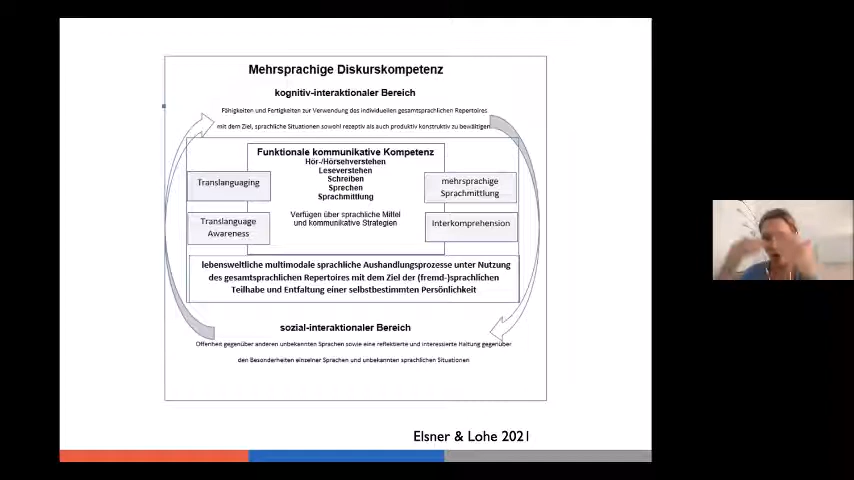 Mehrsprachige Diskurskompetenz
kognitiv-interaktionaler Bereich
Fähigkeiten und Fertigkeiten zur Verwendung des individuellen gesamtsprachlichen Repertoires
mit dem Ziel, sprachliche Situationen sowohl rezeptiv als auch produktiv konstruktiv zu bewältigen
Funktionale kommunikative Kompetenz
Hör-/Hörsehverstehen
Leseverstehen
Schreiben
Sprechen
Sprachmittlung
Verfügen über sprachliche Mittel
und kommunikative Strategien
Translanguaging
Translanguage
Awareness
mehrsprachige
Sprachmittlung
Interkomprehension
lebensweltliche multimodale sprachliche Aushandlungsprozesse unter Nutzung
des gesamtsprachlichen Repertoires mit dem Ziel der (fremd-)sprachlichen
Teilhabe und Entfaltung einer selbstbestimmten Persönlichkeit
sozial-interaktionaler Bereich
Offenheit gegenüber anderen unbekannten Sprachen sowie eine reflektierte und interessierte Haltung gegenüber
den Besonderheiten einzelner Sprachen und unbekannten sprachlichen Situationen
Elsner & Lohe 2021